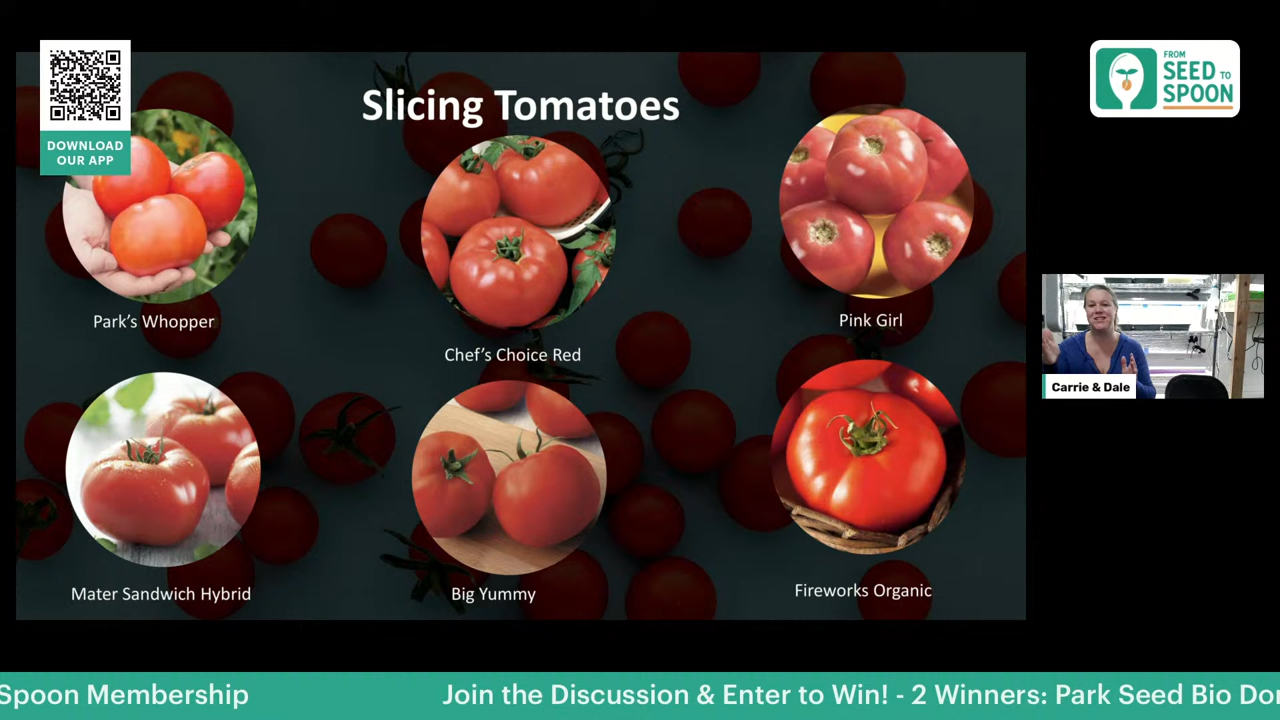 DOWNLOAD
OUR APP
Slicing Tomatoes
FROM
SEED TO
SPOON
Park's Whopper
Chef's Choice Red
Pink Girl
Carrie & Dale
Mater Sandwich Hybrid
Big Yummy
Fireworks Organic
Spoon Membership
Join the Discussion & Enter to Win! - 2 Winners: Park Seed Bio Do